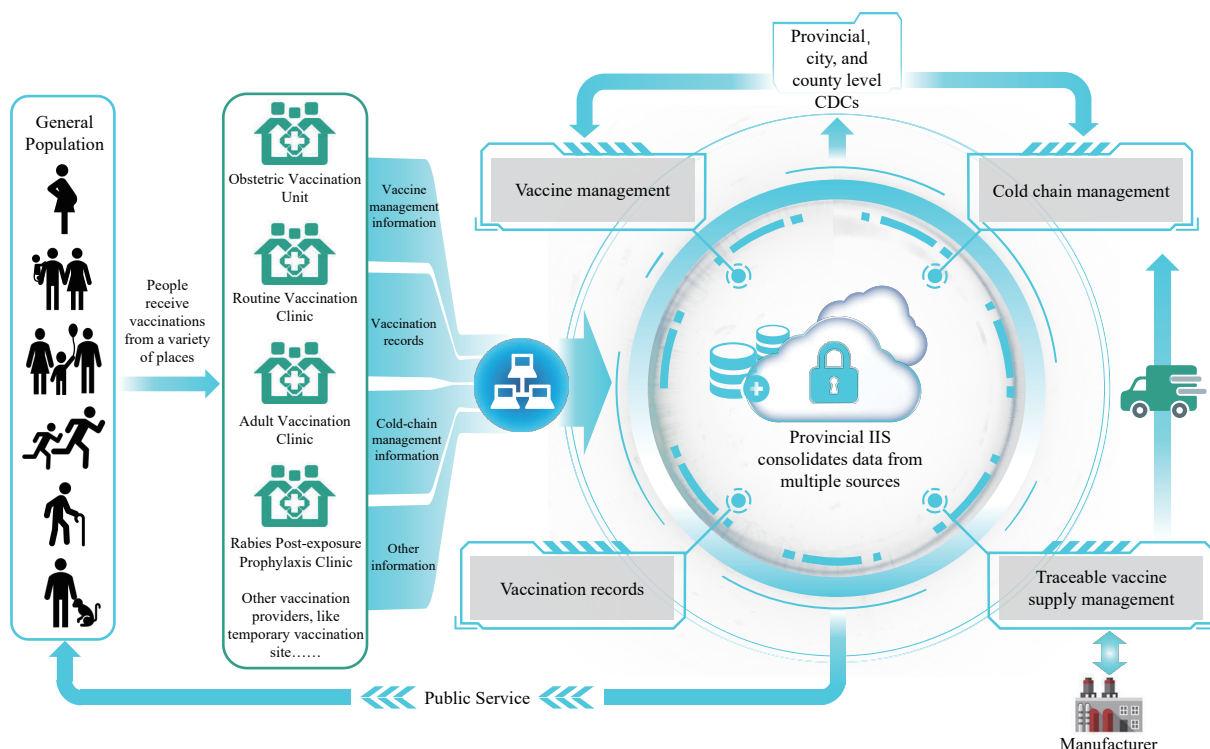 General
Population
People
receive
vaccinations
from a variety
of places
Obstetric Vaccination
Unit
Routine Vaccination
Clinic
Adult Vaccination
Clinic
Rabies Post-exposure
Prophylaxis Clinic
Other vaccination
providers, like
temporary vaccination
site……
Vaccine
management
information
Vaccination
records
Cold-chain
management
information
Other
information
Provincial,
city, and
county level
CDCs
Vaccine management
Cold chain management
Provincial IIS
consolidates data from
multiple sources
Vaccination records
Traceable vaccine
supply management
Public Service
Manufacturer